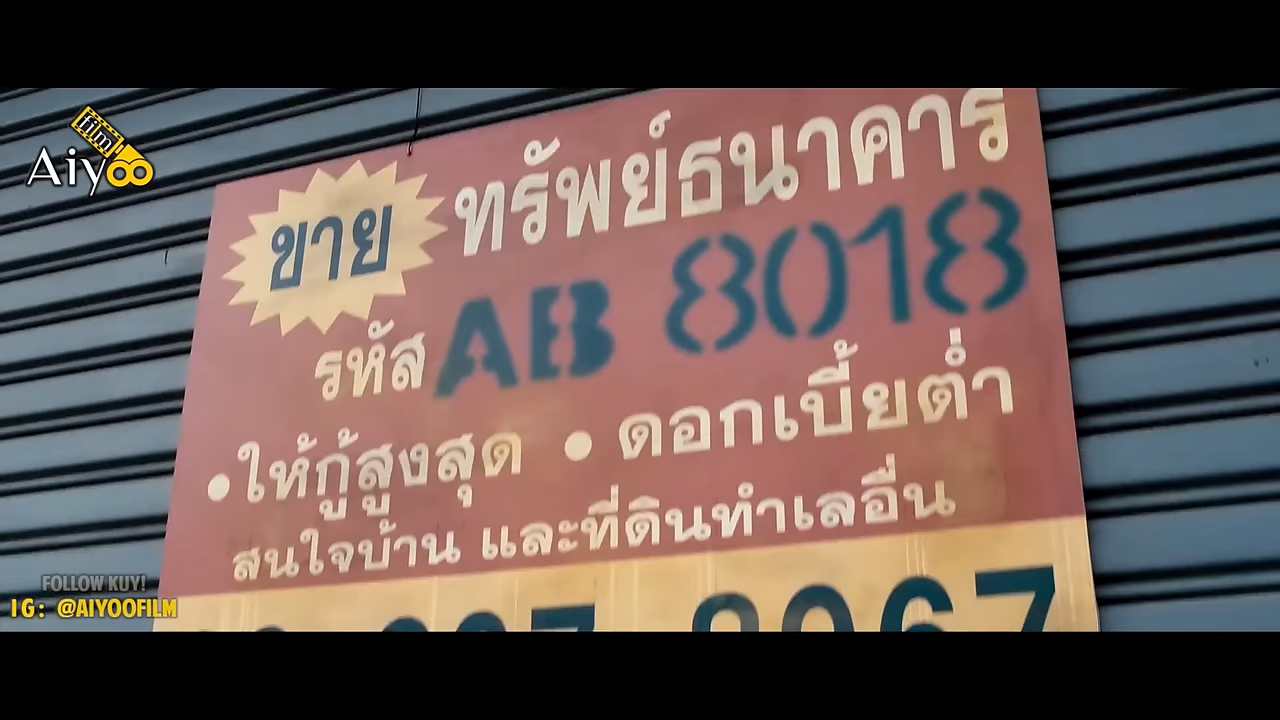 film
Aiyoo
ขาย ทรัพย์ธนาคาร
รหัส AB 8018
• ให้กู้สูงสุด • ดอกเบี้ยต่ำ
สนใจบ้าน และที่ดินทำเลอื่น
FOLLOW KUY!
IG: @AIYOOFILM